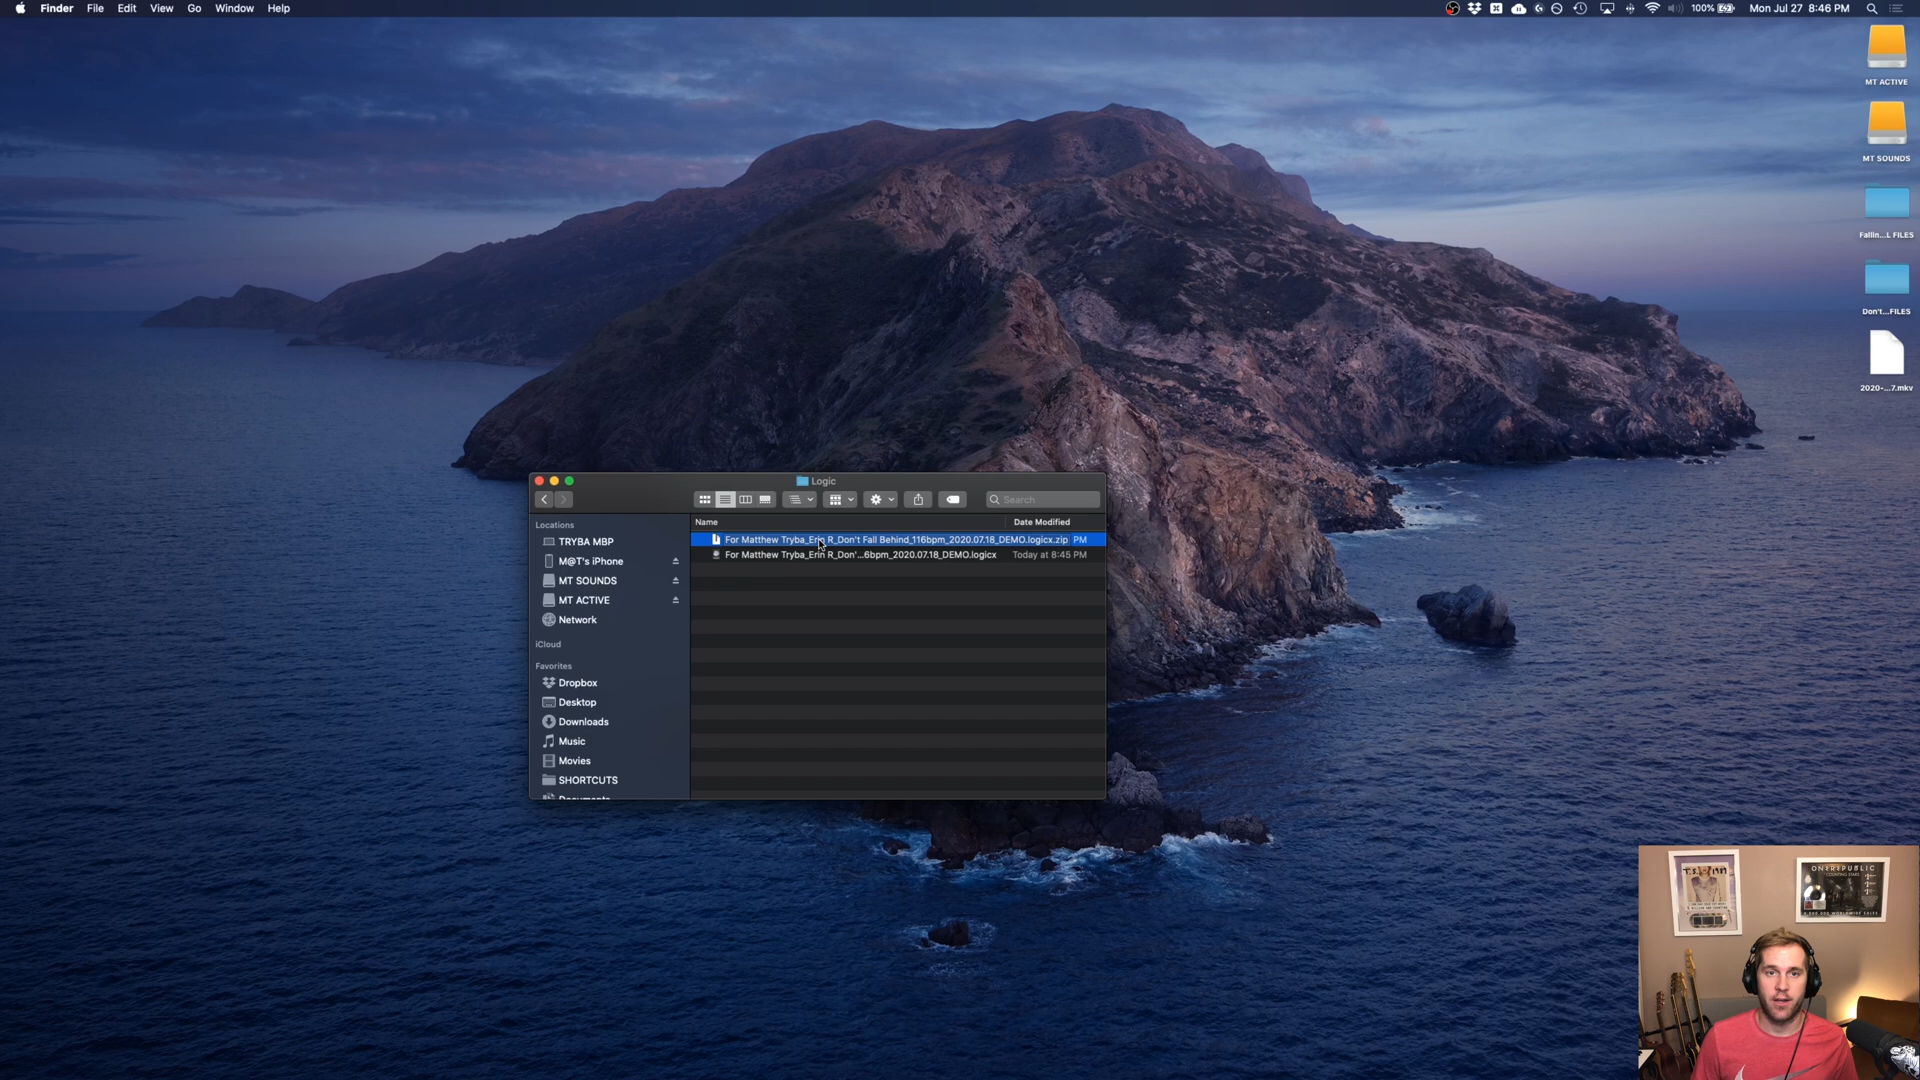 Finder File Edit View Go Window Help
100% Mon Jul 27 8:46 PM
MT ACTIVE
MT SOUNDS
Fallin...L FILES
Don't...FILES
2020-...7.mkv
Logic
Search
Locations
TRYBA MBP
M@T's iPhone
MT SOUNDS
MT ACTIVE
Network
iCloud
Favorites
Dropbox
Desktop
Downloads
Music
Movies
SHORTCUTS
Documents
Name Date Modified
For Matthew Tryba_Erin R_Don't Fall Behind_116bpm_2020.07.18_DEMO.logicx.zip PM
For Matthew Tryba_Erin R_Don'...6bpm_2020.07.18_DEMO.logicx Today at 8:45 PM
ONEREPUBLIC